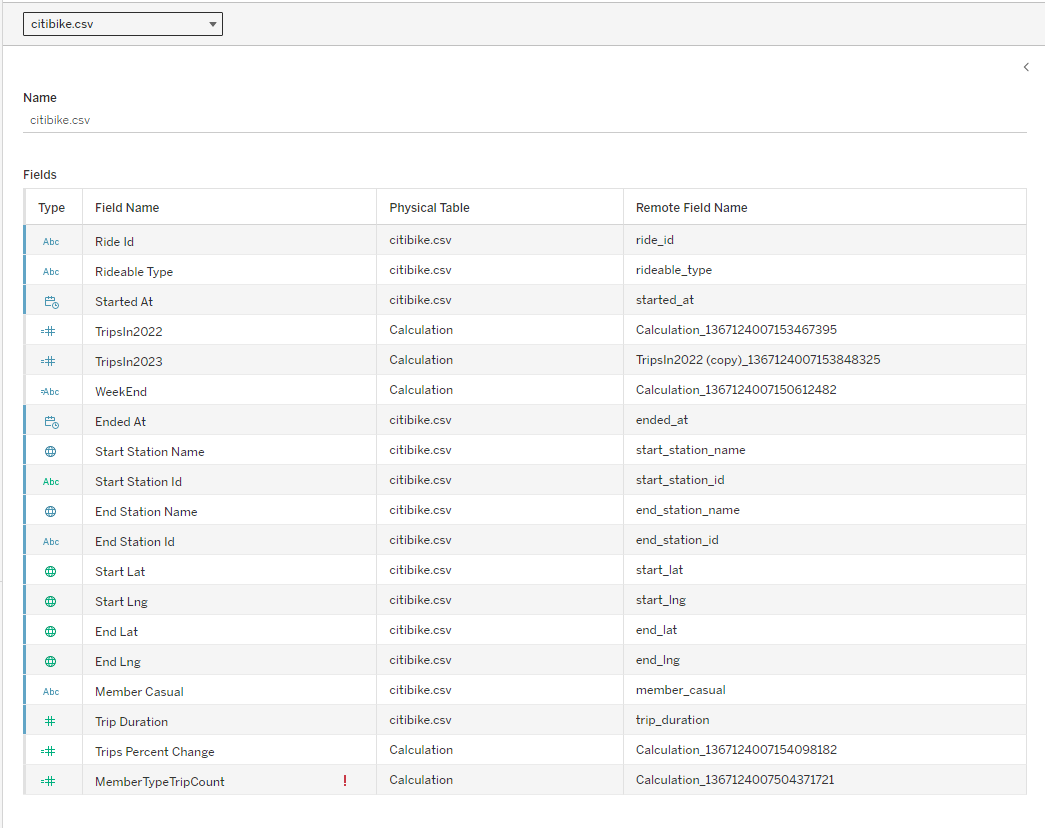 citibike.csv
Name
citibike.csv
Fields
Type Field Name Physical Table Remote Field Name
Abc Ride Id citibike.csv ride_id
Abc Rideable Type citibike.csv rideable_type
Started At citibike.csv started_at
=# TripsIn2022 Calculation Calculation_1367124007153467395
=# TripsIn2023 Calculation TripsIn2022 (copy)_1367124007153848325
=Abc WeekEnd Calculation Calculation_1367124007150612482
Ended At citibike.csv ended_at
Start Station Name citibike.csv start_station_name
Abc Start Station Id citibike.csv start_station_id
End Station Name citibike.csv end_station_name
Abc End Station Id citibike.csv end_station_id
Start Lat citibike.csv start_lat
Start Lng citibike.csv start_lng
End Lat citibike.csv end_lat
End Lng citibike.csv end_lng
Abc Member Casual citibike.csv member_casual
# Trip Duration citibike.csv trip_duration
=# Trips Percent Change Calculation Calculation_1367124007154098182
=# MemberTypeTripCount ! Calculation Calculation_1367124007504371721